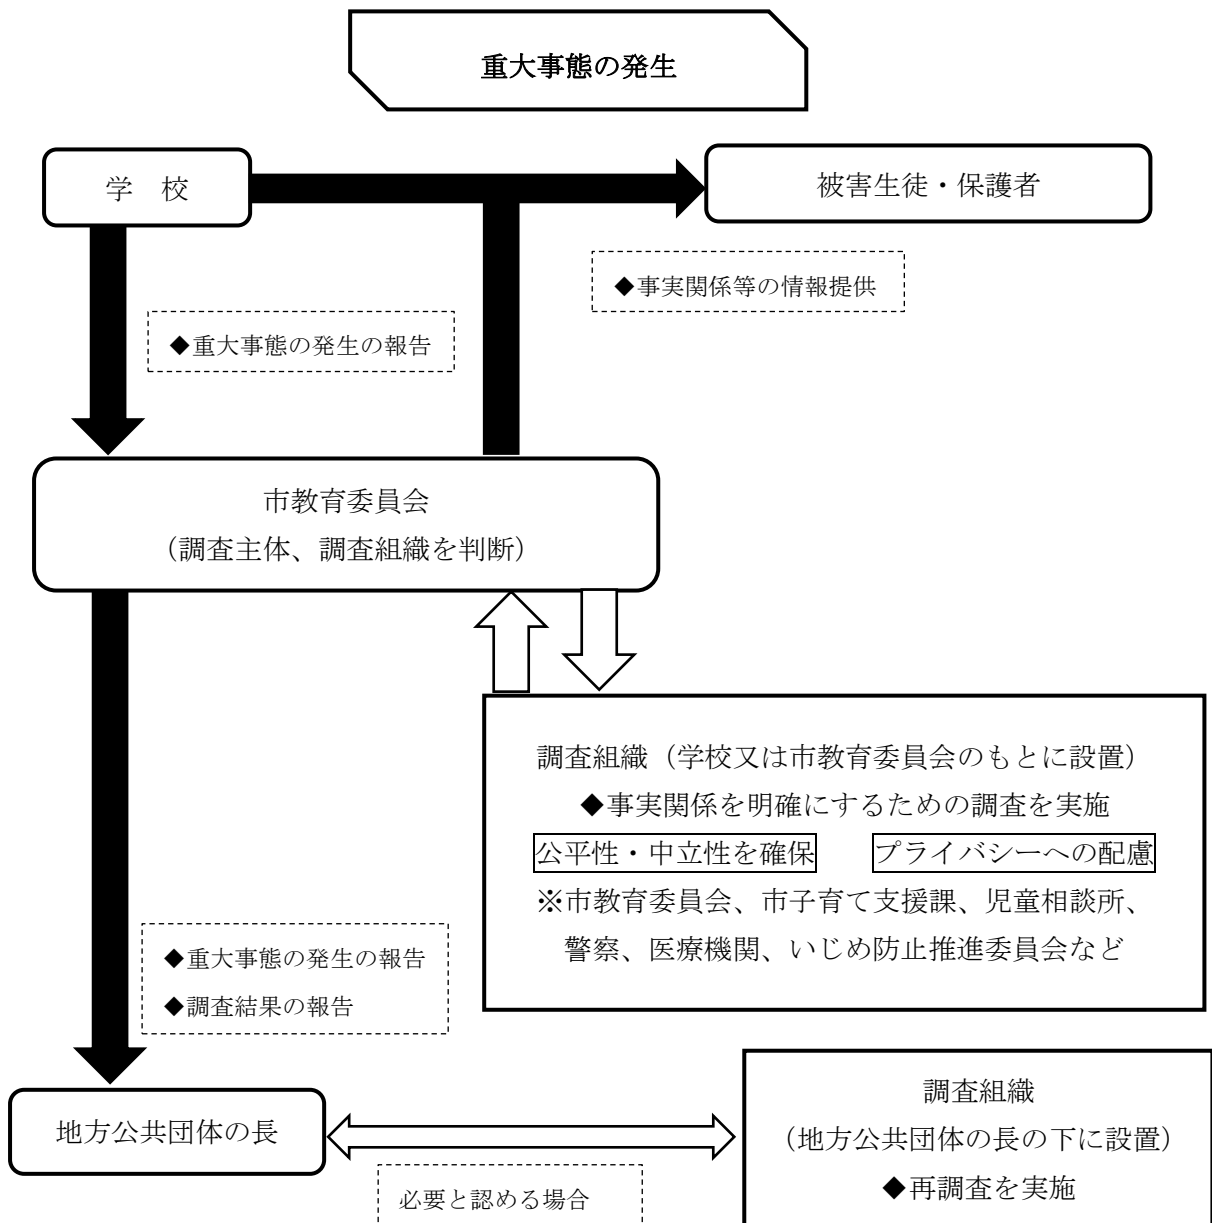 重大事態の発生
学　校
被害生徒・保護者
◆事実関係等の情報提供
◆重大事態の発生の報告
市教育委員会
（調査主体、調査組織を判断）
調査組織（学校又は市教育委員会のもとに設置）
◆事実関係を明確にするための調査を実施
公平性・中立性を確保　　プライバシーへの配慮
※市教育委員会、市子育て支援課、児童相談所、
警察、医療機関、いじめ防止推進委員会など
◆重大事態の発生の報告
◆調査結果の報告
地方公共団体の長
必要と認める場合
調査組織
（地方公共団体の長の下に設置）
◆再調査を実施